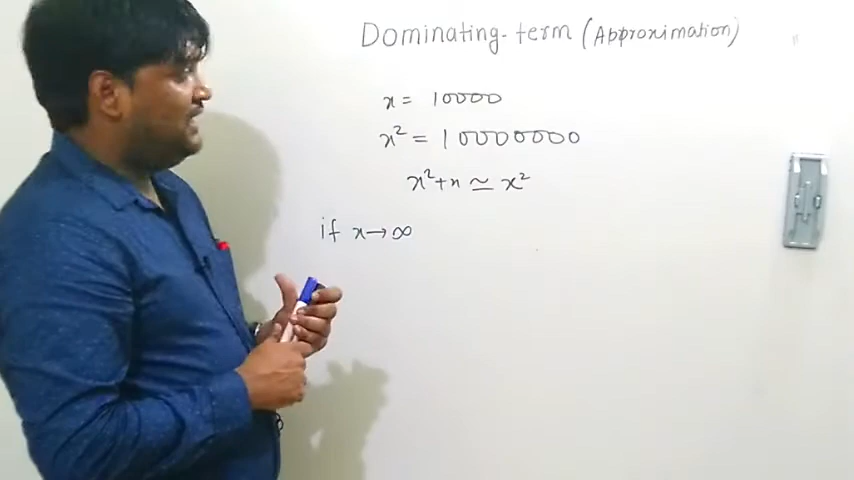 Dominating-term (Approximation)
x = 10000
x² = 100000000
x²+x ≃ x²
if x→∞